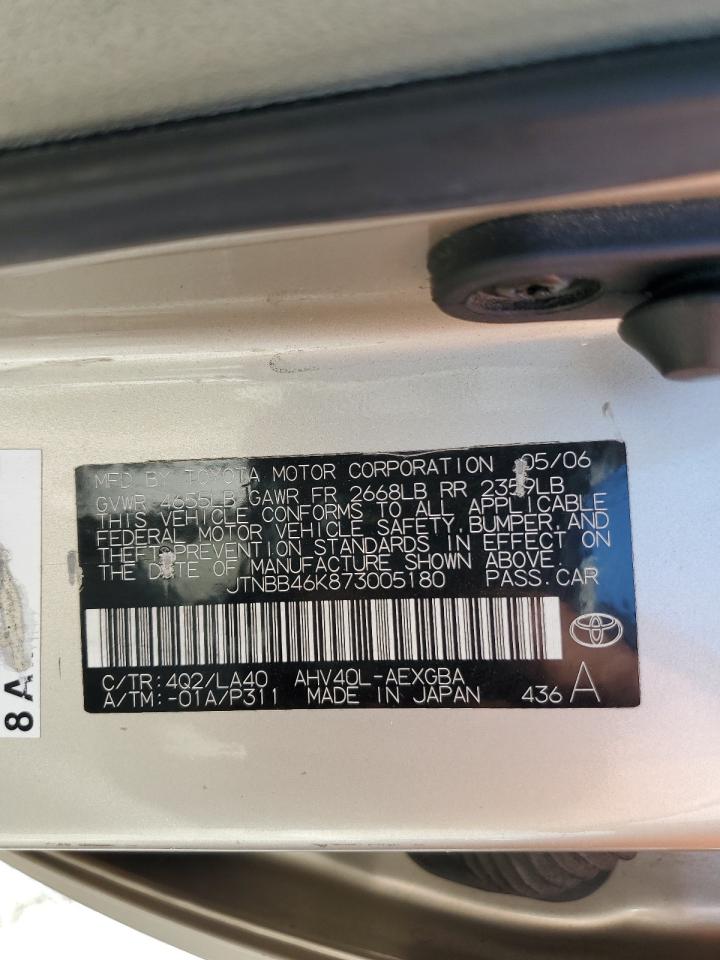 MFD BY TOYOTA MOTOR CORPORATION 05/06
GVWR 4655LB GAWR FR 2668LB RR 2359LB
THIS VEHICLE CONFORMS TO ALL APPLICABLE
FEDERAL MOTOR VEHICLE SAFETY, BUMPER, AND
THEFT PREVENTION STANDARDS IN EFFECT ON
THE DATE OF MANUFACTURE SHOWN ABOVE.
JTNBB46K873005180 PASS.CAR
C/TR:4Q2/LA40 AHV40L-AEXGBA
A/TM:-01A/P311 MADE IN JAPAN 436 A
8A